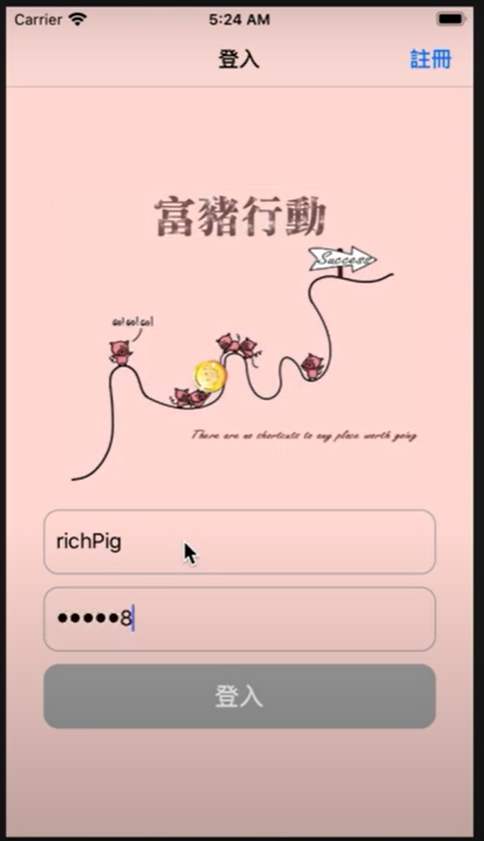 Carrier 5:24 AM
登入 註冊
富豬行動
Success
Go! Go! Go!
There are no shortcuts to any place worth going
richPig
•••••8
登入